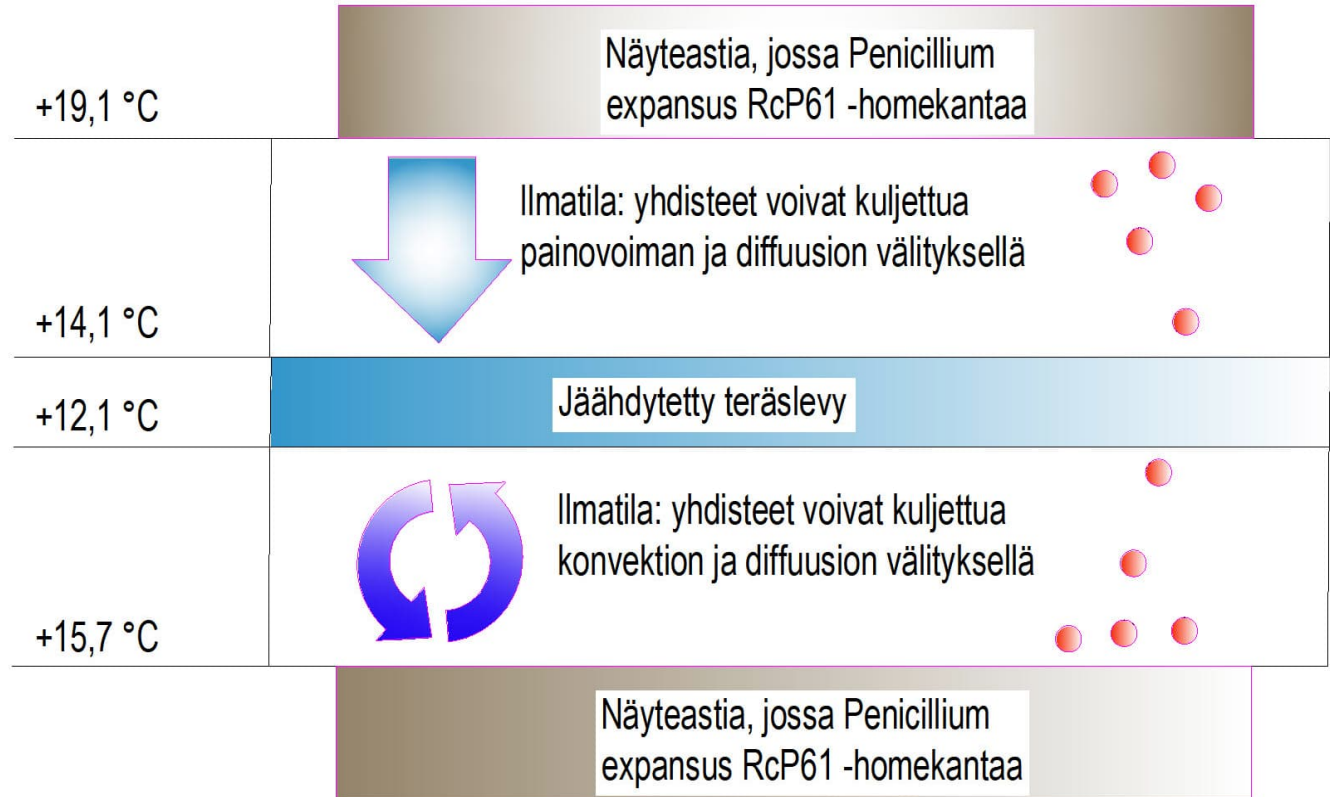 Näyteastia, jossa Penicillium
expansus RcP61 -homekantaa
+19,1 °C
Ilmatila: yhdisteet voivat kuljettua
painovoiman ja diffuusion välityksellä
+14,1 °C
Jäähdytetty teräslevy
+12,1 °C
Ilmatila: yhdisteet voivat kuljettua
konvektion ja diffuusion välityksellä
+15,7 °C
Näyteastia, jossa Penicillium
expansus RcP61 -homekantaa